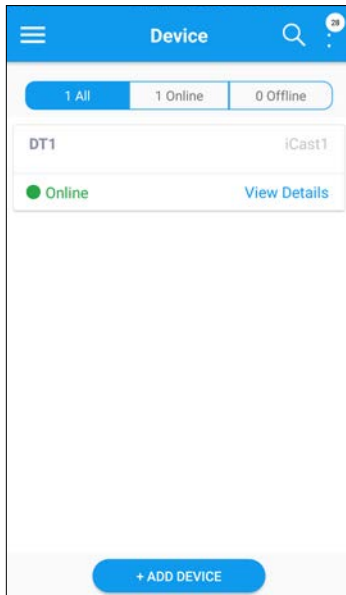 Device
28
1 All 1 Online 0 Offline
DT1 iCast1
Online View Details
+ ADD DEVICE